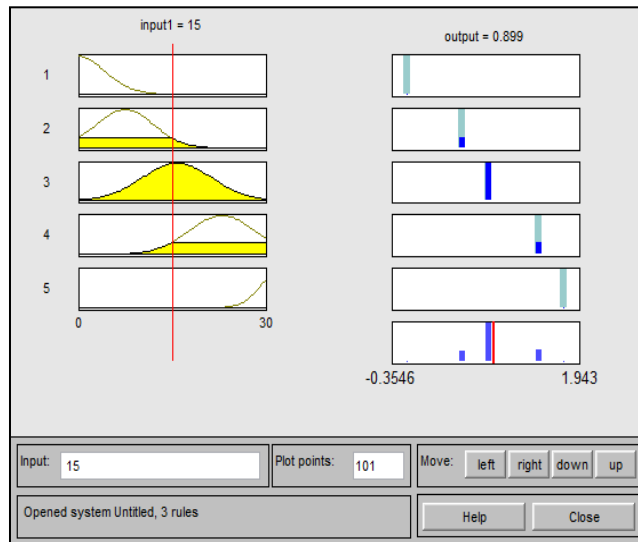 input1 = 15
output = 0.899
1
2
3
4
5
0 30
-0.3546 1.943
Input: 15
Plot points: 101
Move: left right down up
Opened system Untitled, 3 rules
Help Close